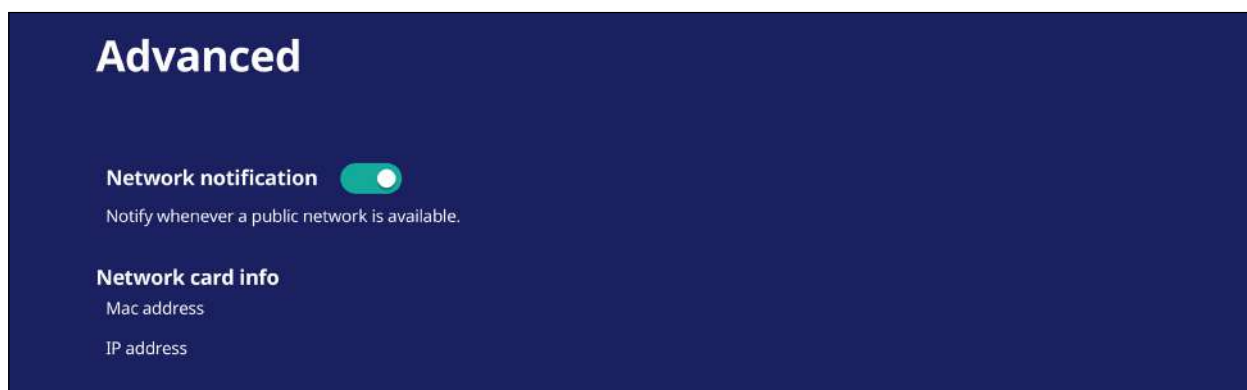 Advanced
Network notification
Notify whenever a public network is available.
Network card info
Mac address
IP address